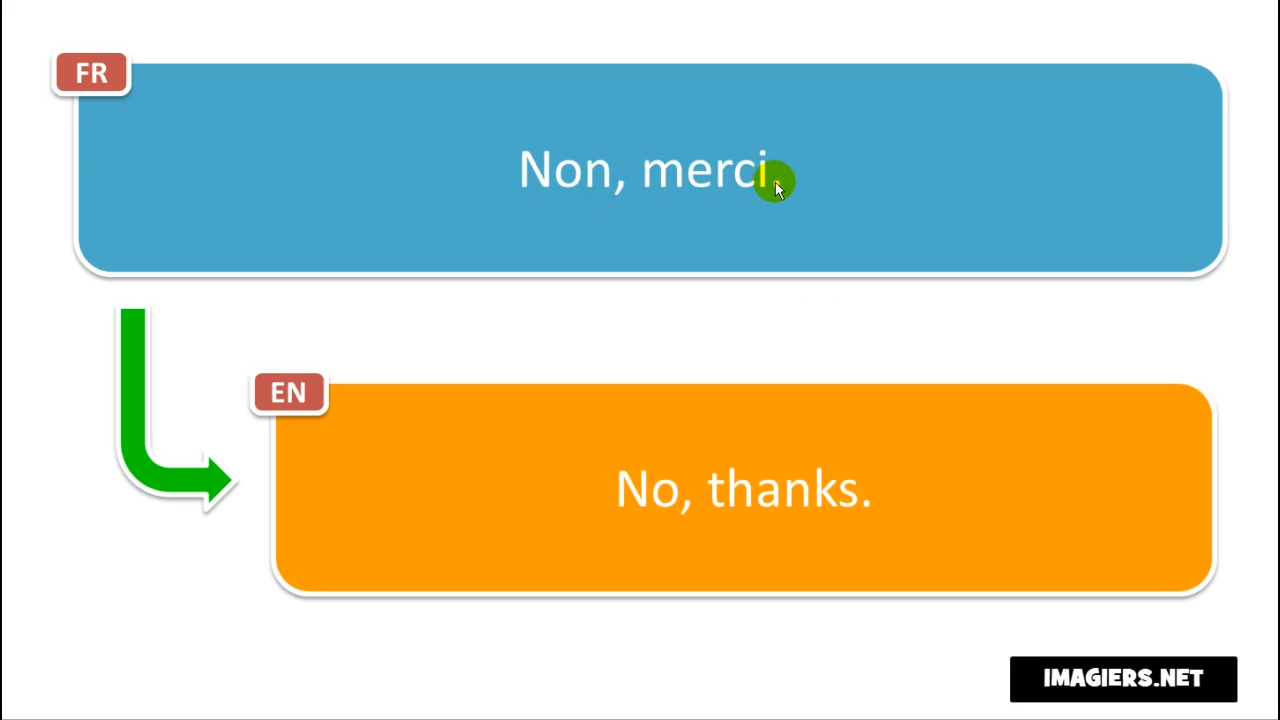 FR
Non, merci.
EN
No, thanks.
IMAGIERS.NET